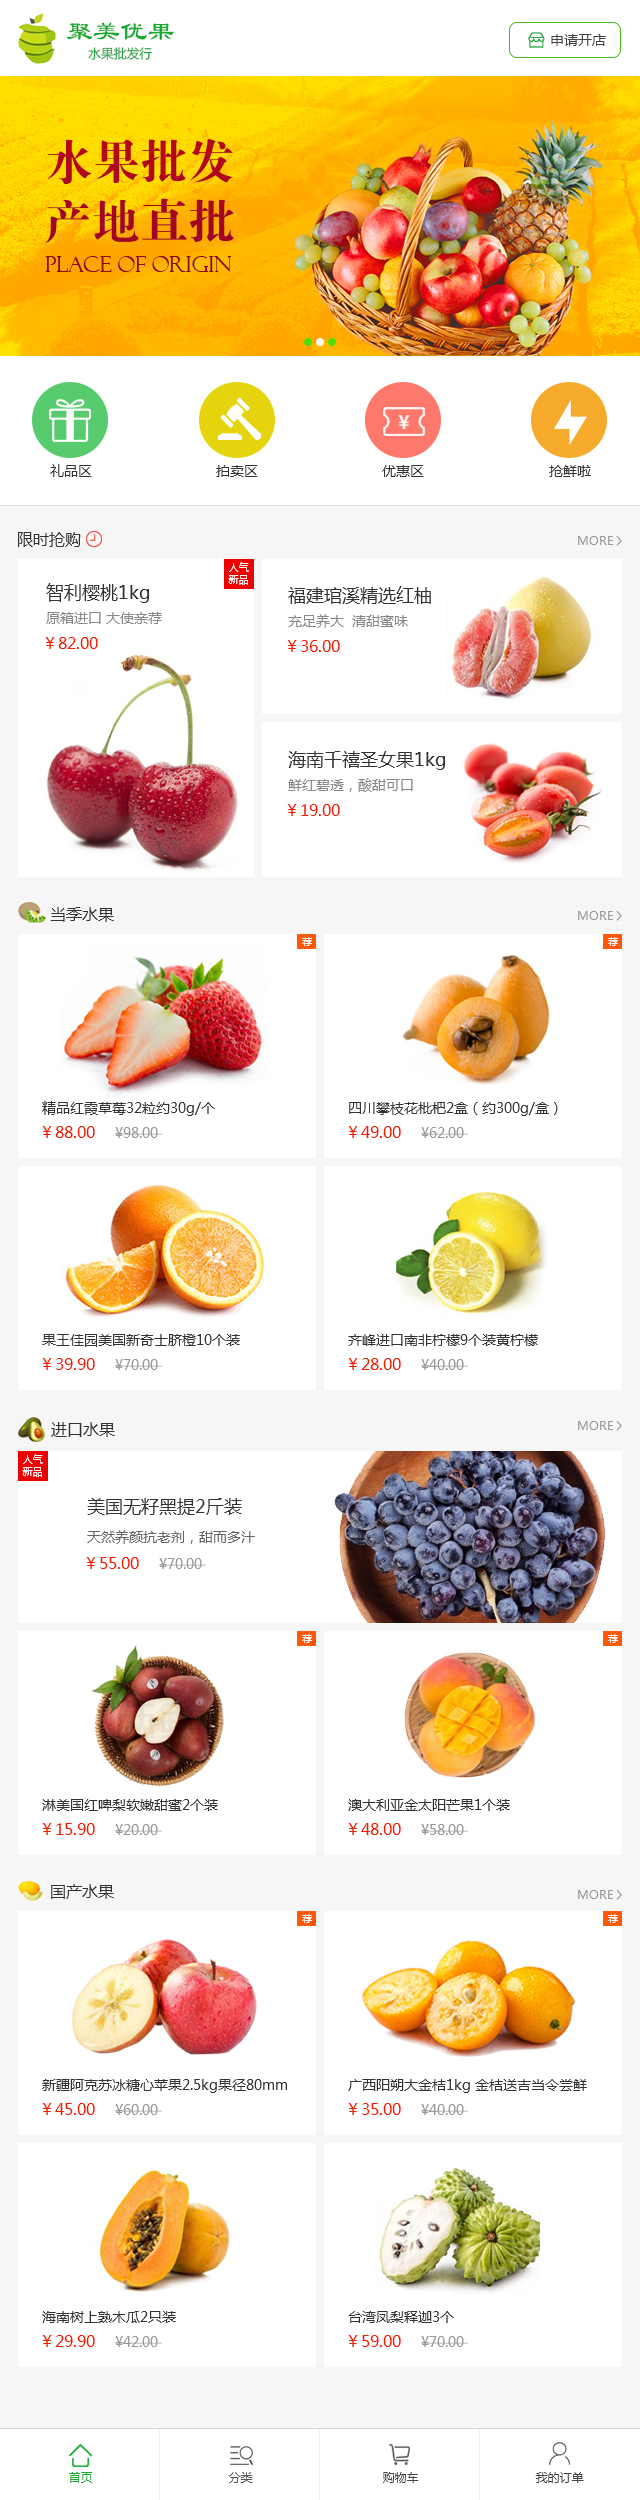 聚美优果
水果批发行
申请开店
水果批发
产地直批
PLACE OF ORIGIN
礼品区
拍卖区
¥
优惠区
抢鲜啦
限时抢购
MORE
人气
新品
智利樱桃1kg
原箱进口 大使亲荐
¥ 82.00
福建琯溪精选红柚
充足养大 清甜蜜味
¥ 36.00
海南千禧圣女果1kg
鲜红碧透，酸甜可口
¥ 19.00
当季水果
MORE
荐
精品红霞草莓32粒约30g/个
¥ 88.00 ¥98.00
荐
四川攀枝花枇杷2盒（约300g/盒）
¥ 49.00 ¥62.00
果王佳园美国新奇士脐橙10个装
¥ 39.90 ¥70.00
齐峰进口南非柠檬9个装黄柠檬
¥ 28.00 ¥40.00
进口水果
MORE
人气
新品
美国无籽黑提2斤装
天然养颜抗老剂，甜而多汁
¥ 55.00 ¥70.00
荐
淋美国红啤梨软嫩甜蜜2个装
¥ 15.90 ¥20.00
荐
澳大利亚金太阳芒果1个装
¥ 48.00 ¥58.00
国产水果
MORE
荐
新疆阿克苏冰糖心苹果2.5kg果径80mm
¥ 45.00 ¥60.00
荐
广西阳朔大金桔1kg 金桔送吉当令尝鲜
¥ 35.00 ¥40.00
海南树上熟木瓜2只装
¥ 29.90 ¥42.00
台湾凤梨释迦3个
¥ 59.00 ¥70.00
首页
分类
购物车
我的订单